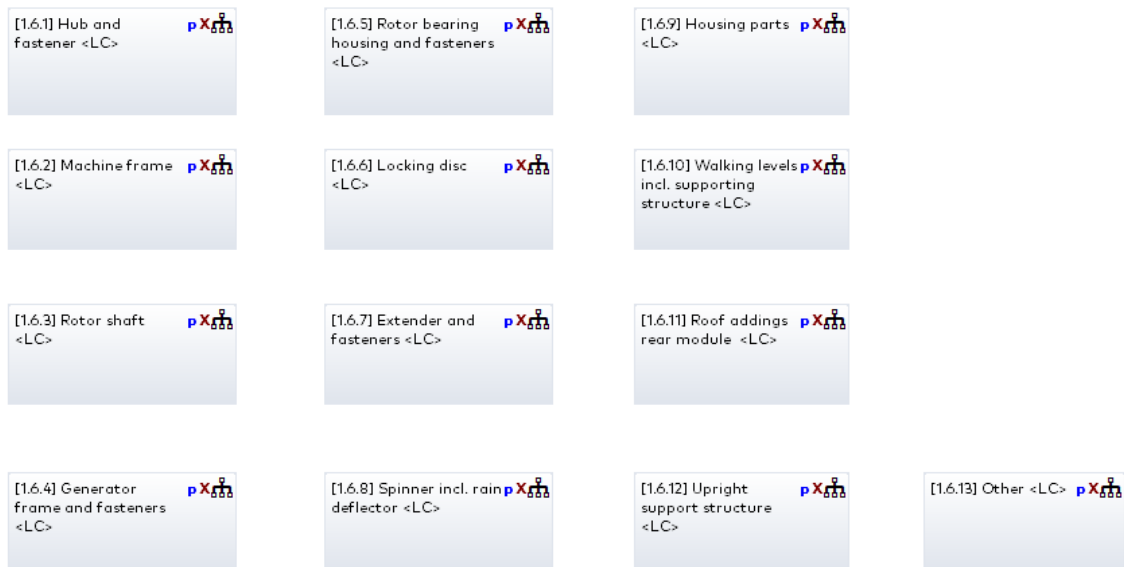 [1.6.1] Hub and
fastener <LC>
p X
[1.6.5] Rotor bearing
housing and fasteners
<LC>
p X
[1.6.9] Housing parts
<LC>
p X
[1.6.2] Machine frame
<LC>
p X
[1.6.6] Locking disc
<LC>
p X
[1.6.10] Walking levels
incl. supporting
structure <LC>
p X
[1.6.3] Rotor shaft
<LC>
p X
[1.6.7] Extender and
fasteners <LC>
p X
[1.6.11] Roof addings
rear module <LC>
p X
[1.6.4] Generator
frame and fasteners
<LC>
p X
[1.6.8] Spinner incl. rain
deflector <LC>
p X
[1.6.12] Upright
support structure
<LC>
p X
[1.6.13] Other <LC>
p X